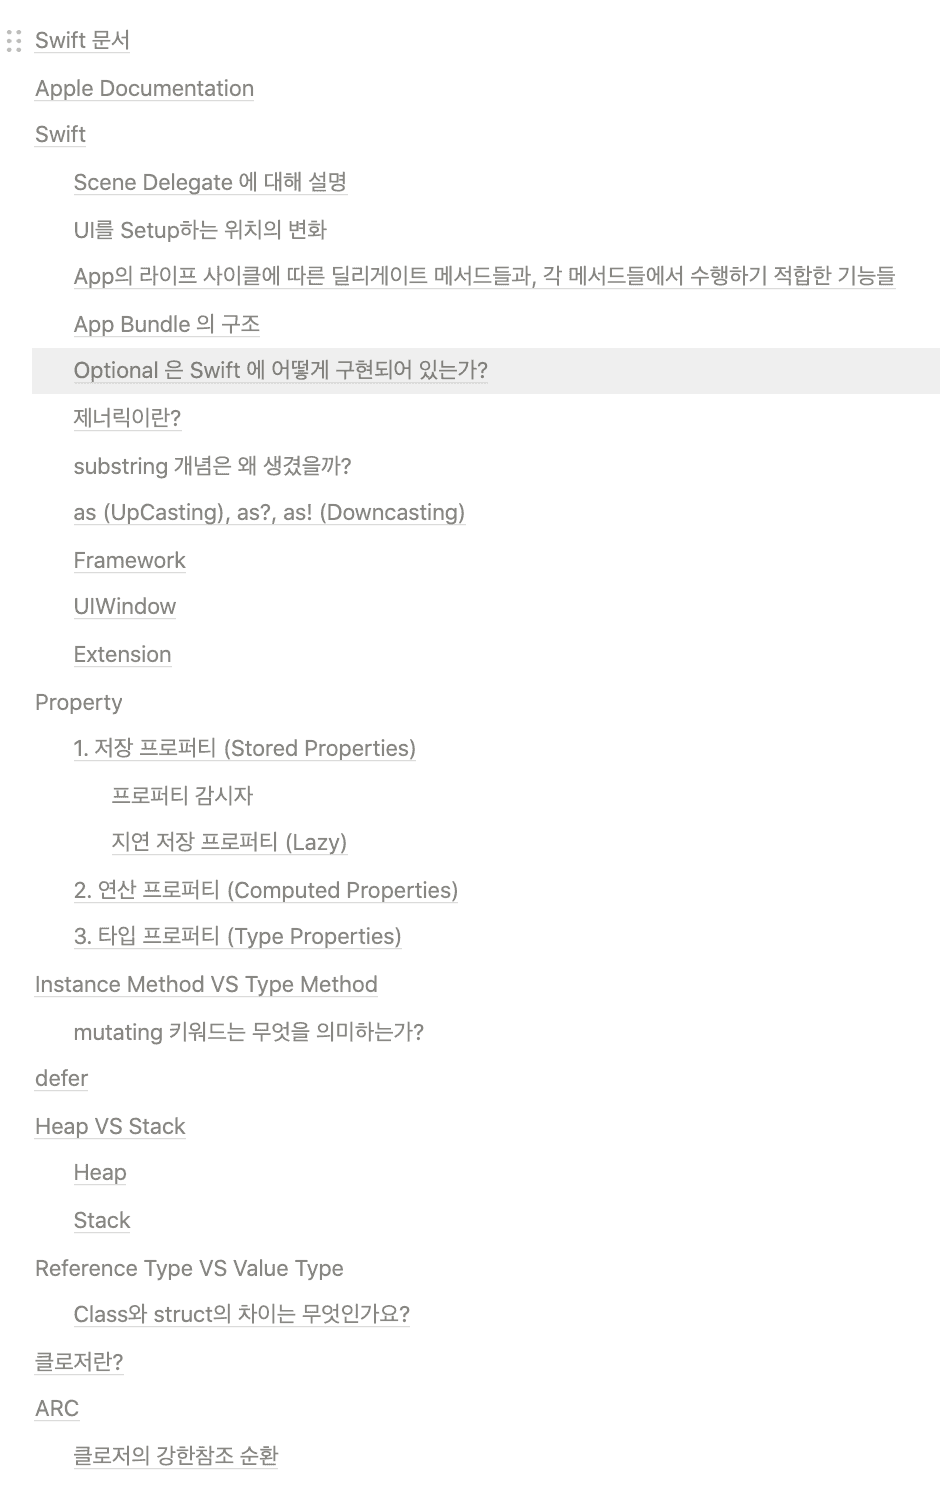 Swift 문서
Apple Documentation
Swift
Scene Delegate 에 대해 설명
UI를 Setup하는 위치의 변화
App의 라이프 사이클에 따른 딜리게이트 메서드들과, 각 메서드들에서 수행하기 적합한 기능들
App Bundle 의 구조
Optional 은 Swift 에 어떻게 구현되어 있는가?
제너릭이란?
substring 개념은 왜 생겼을까?
as (UpCasting), as?, as! (Downcasting)
Framework
UIWindow
Extension
Property
1. 저장 프로퍼티 (Stored Properties)
프로퍼티 감시자
지연 저장 프로퍼티 (Lazy)
2. 연산 프로퍼티 (Computed Properties)
3. 타입 프로퍼티 (Type Properties)
Instance Method VS Type Method
mutating 키워드는 무엇을 의미하는가?
defer
Heap VS Stack
Heap
Stack
Reference Type VS Value Type
Class와 struct의 차이는 무엇인가요?
클로저란?
ARC
클로저의 강한참조 순환